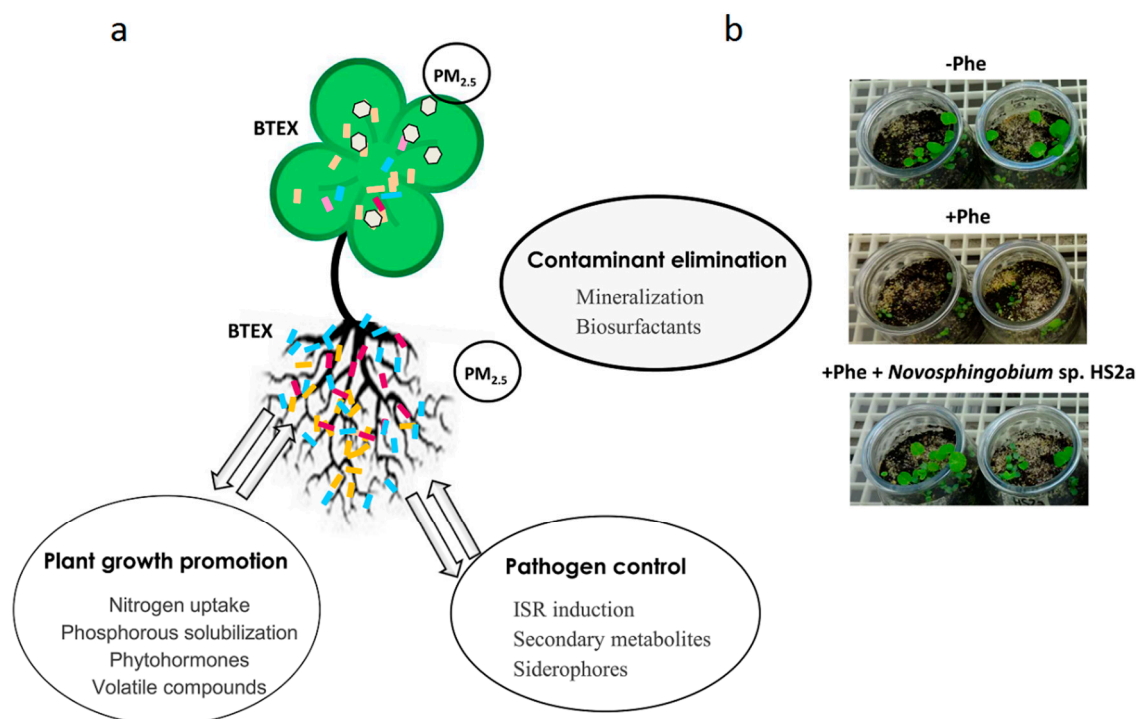 a
PM2.5
BTEX
BTEX
PM2.5
Contaminant elimination
Mineralization
Biosurfactants
Plant growth promotion
Nitrogen uptake
Phosphorous solubilization
Phytohormones
Volatile compounds
Pathogen control
ISR induction
Secondary metabolites
Siderophores
b
-Phe
+Phe
+Phe + Novosphingobium sp. HS2a
HS2a